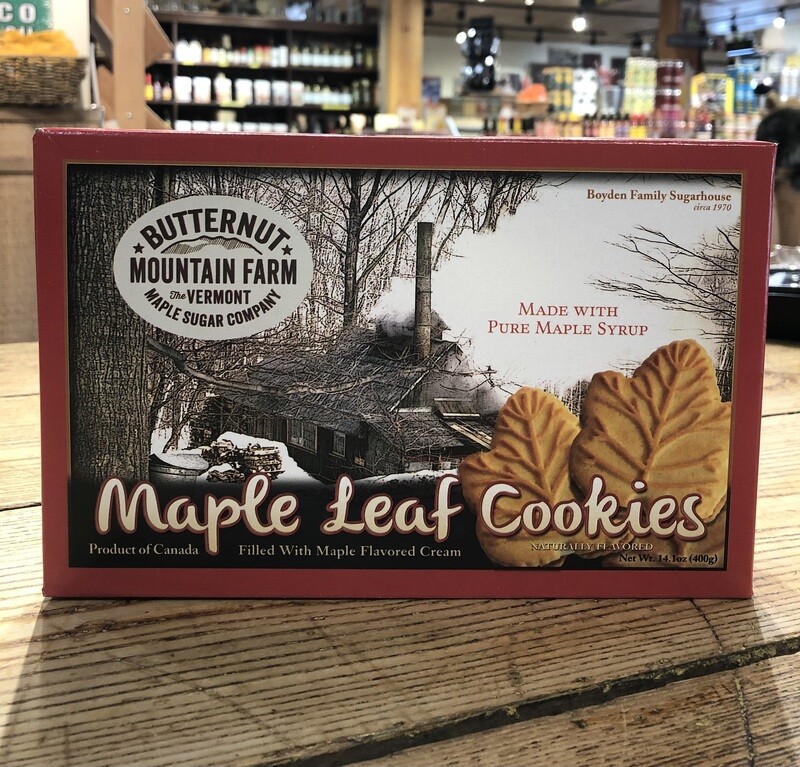 CO
Boyden Family Sugarhouse
circa 1970
BUTTERNUT
MOUNTAIN FARM
The VERMONT
MAPLE SUGAR COMPANY
MADE WITH
PURE MAPLE SYRUP
Maple Leaf Cookies
Product of Canada
Filled With Maple Flavored Cream
NATURALLY FLAVORED
Net Wt. 14.1oz (400g)